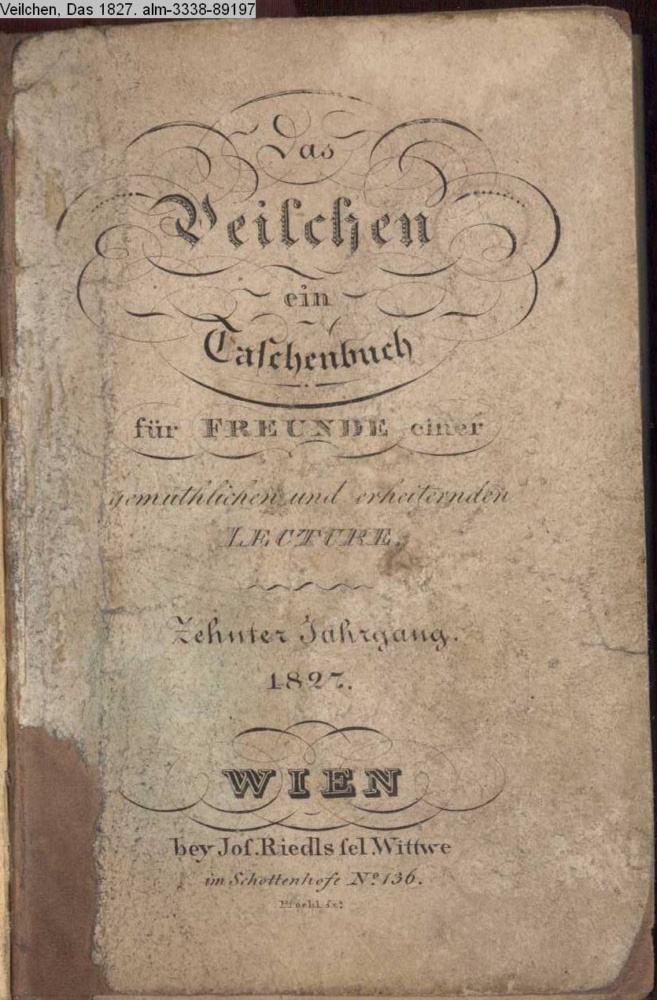 Veilchen, Das 1827. alm-3338-89197
Das
Veilchen
ein
Taschenbuch
für FREUNDE einer
gemüthlichen und erheiternden
LECTURE.
Zehnter Jahrgang.
1827.
WIEN
bey Jos. Riedls sel Wittwe
im Schottenhofe No. 136.